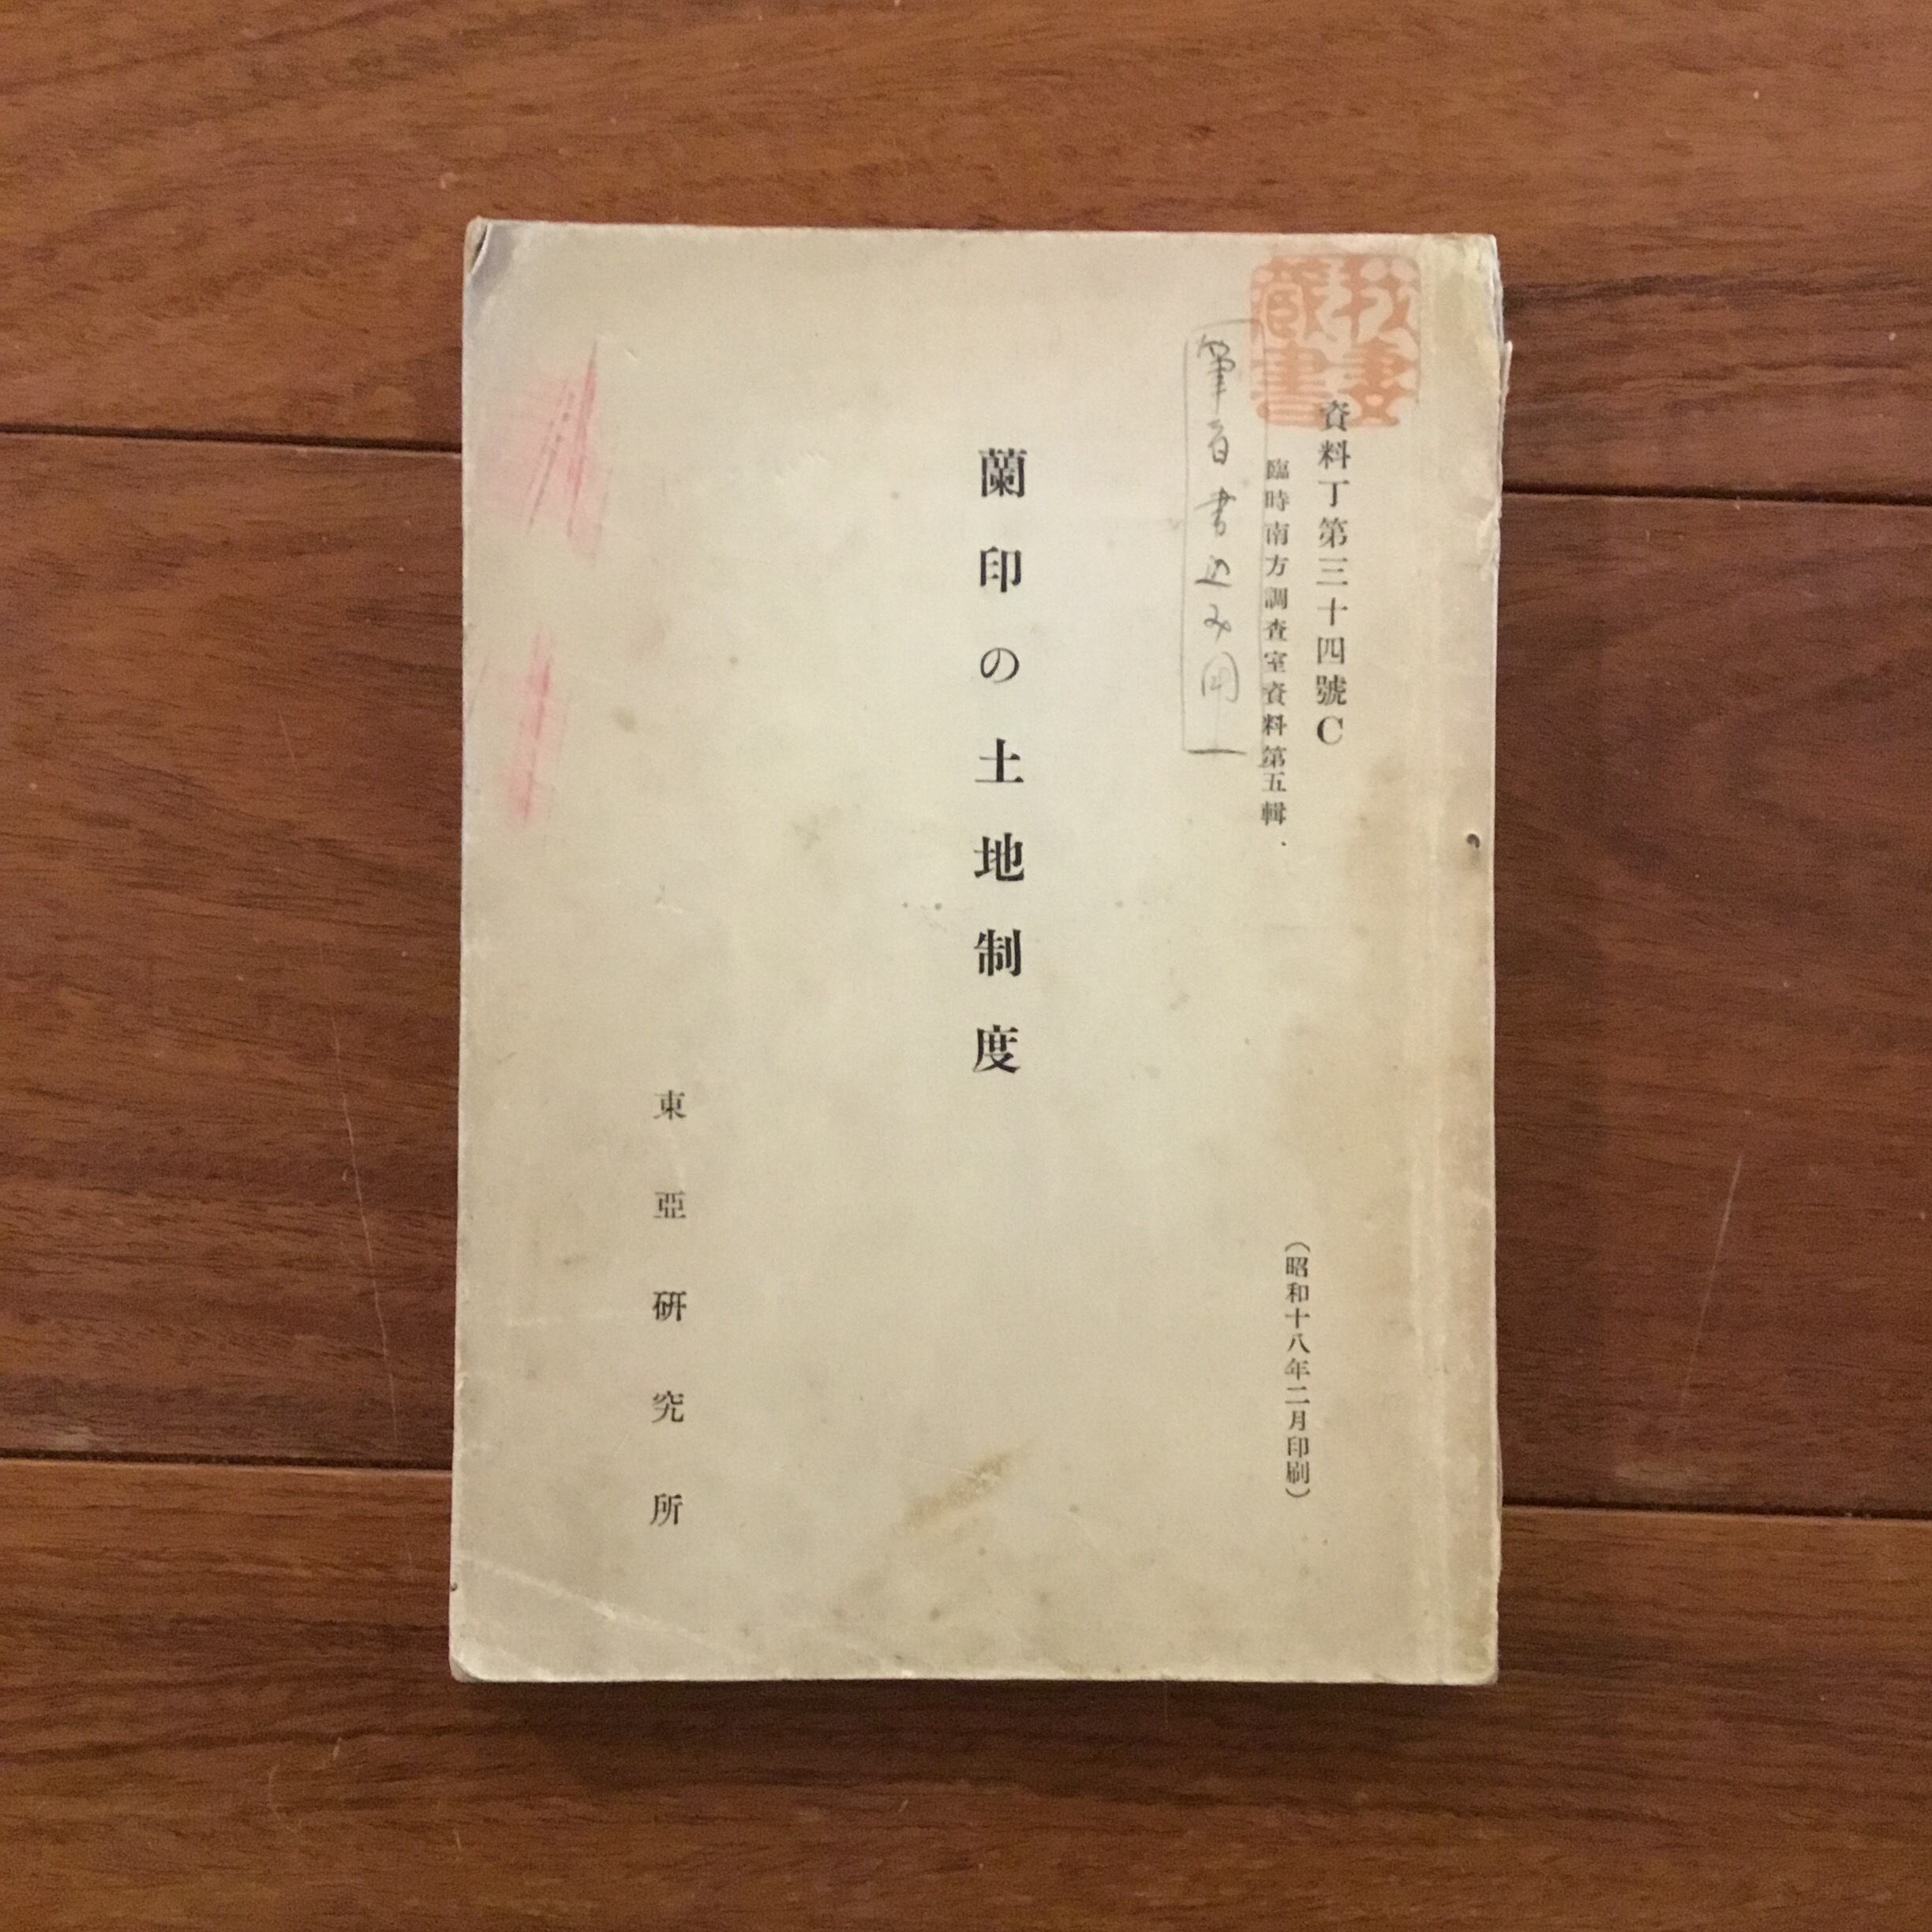 資料丁第三十四號C
臨時南方調査室資料第五輯
蘭印の土地制度
東亞研究所
(昭和十八年二月印刷)